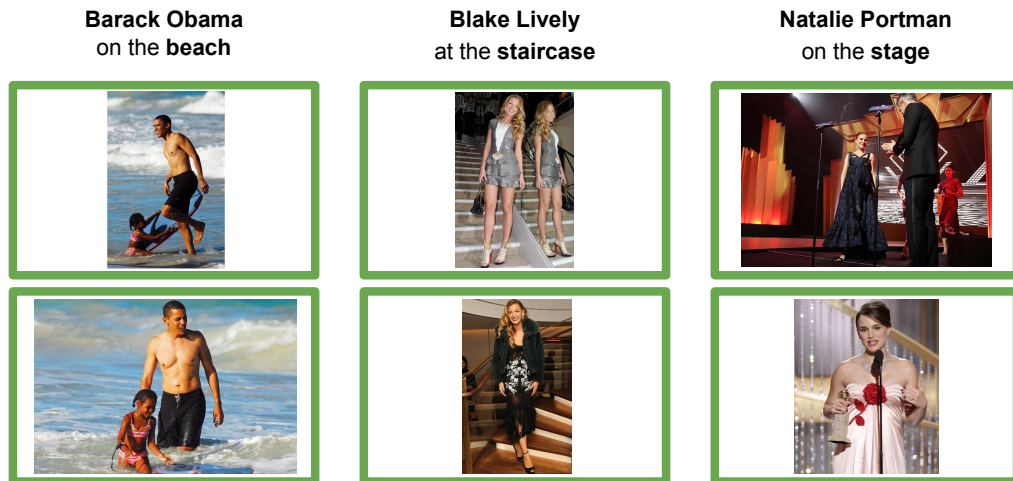 Barack Obama
on the beach
Blake Lively
at the staircase
Natalie Portman
on the stage